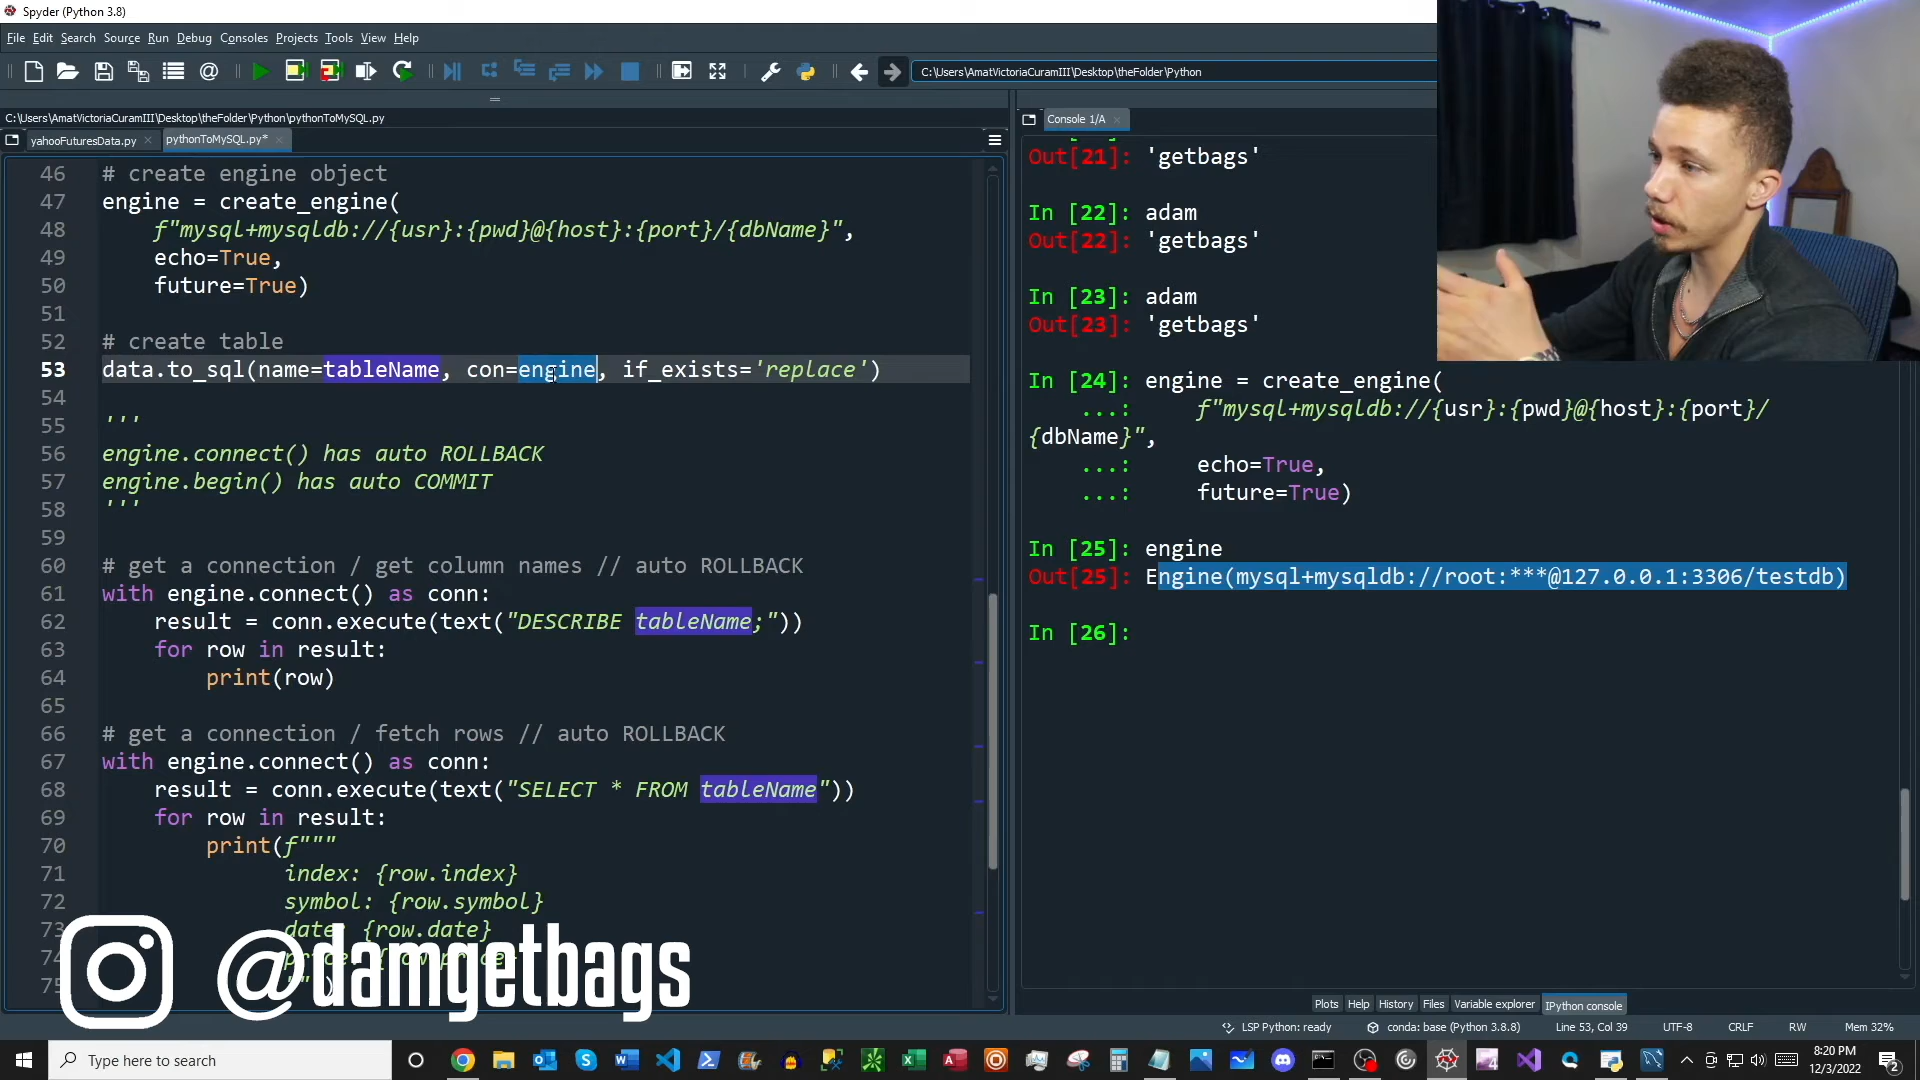 Spyder (Python 3.8)
File Edit Search Source Run Debug Consoles Projects Tools View Help
C:\Users\AmatVictoriaCuramIII\Desktop\theFolder\Python
C:\Users\AmatVictoriaCuramIII\Desktop\theFolder\Python\pythonToMySQL.py
yahooFuturesData.py
pythonToMySQL.py*
46 # create engine object
47 engine = create_engine(
48 f"mysql+mysqldb://{usr}:{pwd}@{host}:{port}/{dbName}",
49 echo=True,
50 future=True)
51
52 # create table
53 data.to_sql(name=tableName, con=engine, if_exists='replace')
54
55 '''
56 engine.connect() has auto ROLLBACK
57 engine.begin() has auto COMMIT
58 '''
59
60 # get a connection / get column names // auto ROLLBACK
61 with engine.connect() as conn:
62 result = conn.execute(text("DESCRIBE tableName;"))
63 for row in result:
64 print(row)
65
66 # get a connection / fetch rows // auto ROLLBACK
67 with engine.connect() as conn:
68 result = conn.execute(text("SELECT * FROM tableName"))
69 for row in result:
70 print(f"""
71 index: {row.index}
72 symbol: {row.symbol}
73 date: {row.date}
74
75
@damgetbags
Console 1/A
Out[21]: 'getbags'
In [22]: adam
Out[22]: 'getbags'
In [23]: adam
Out[23]: 'getbags'
In [24]: engine = create_engine(
...: f"mysql+mysqldb://{usr}:{pwd}@{host}:{port}/
{dbName}",
...: echo=True,
...: future=True)
In [25]: engine
Out[25]: Engine(mysql+mysqldb://root:***@127.0.0.1:3306/testdb)
In [26]:
Plots Help History Files Variable explorer IPython console
LSP Python: ready conda: base (Python 3.8.8) Line 53, Col 39 UTF-8 CRLF RW Mem 32%
Type here to search
8:20 PM
12/3/2022
2